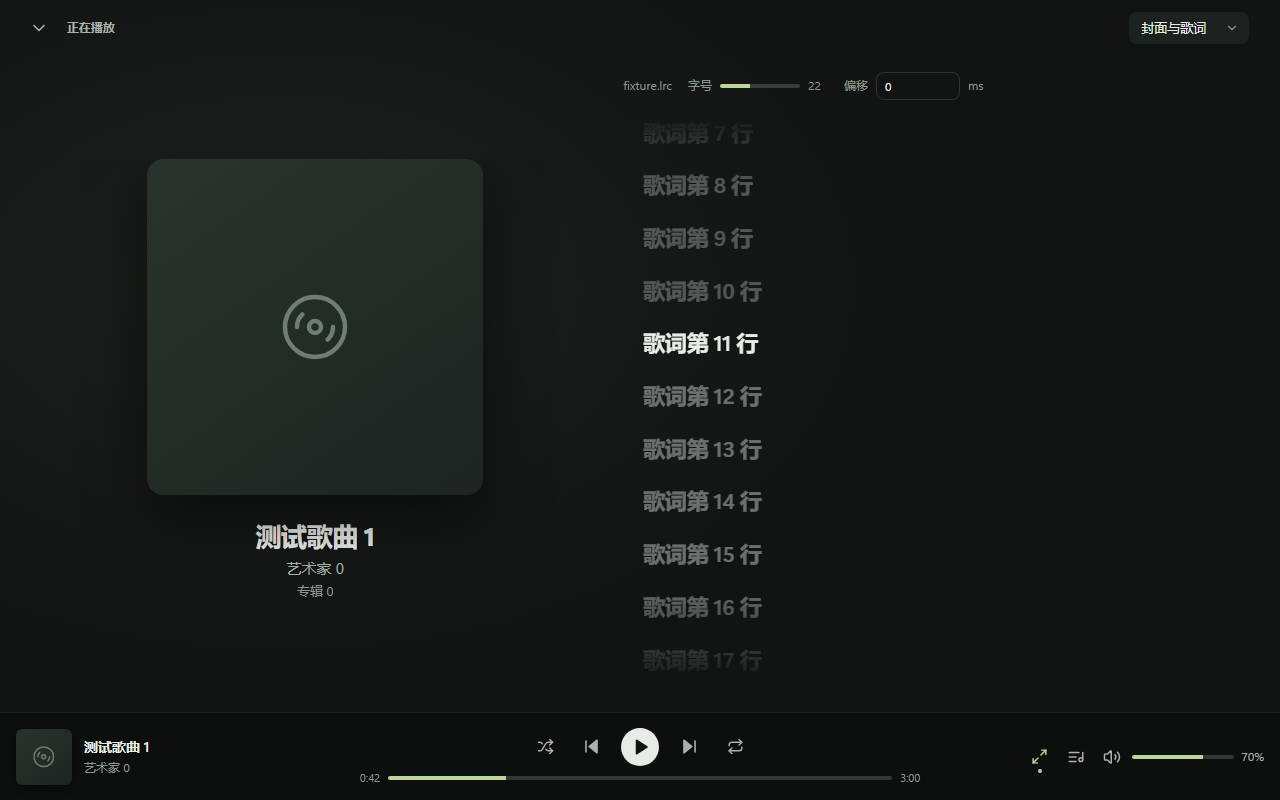 正在播放
封面与歌词
fixture.lrc 字号 22 偏移 0 ms
歌词第 7 行
歌词第 8 行
歌词第 9 行
歌词第 10 行
歌词第 11 行
歌词第 12 行
歌词第 13 行
歌词第 14 行
歌词第 15 行
歌词第 16 行
歌词第 17 行
测试歌曲 1
艺术家 0
专辑 0
测试歌曲 1
艺术家 0
0:42
3:00
70%